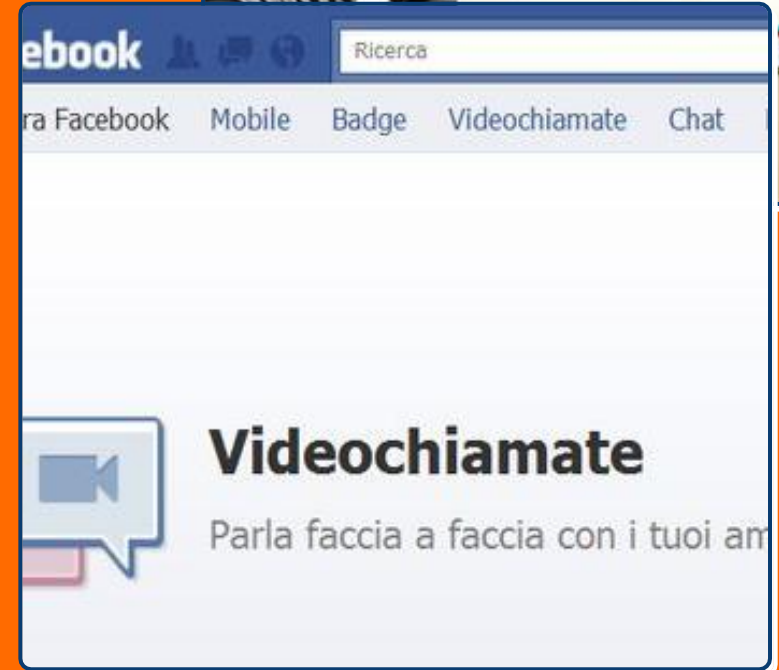 ebook
Ricerca
ra Facebook Mobile Badge Videochiamate Chat
Videochiamate
Parla faccia a faccia con i tuoi am